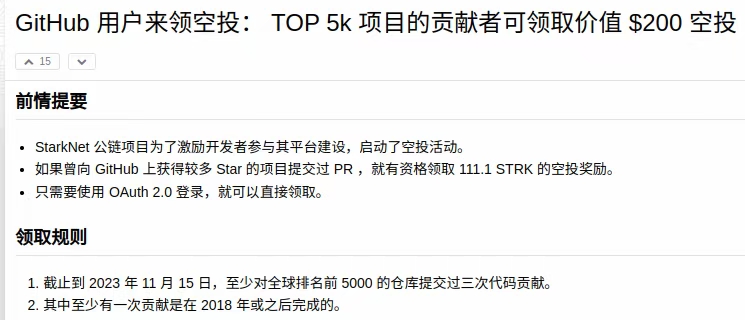 GitHub 用户来领空投： TOP 5k 项目的贡献者可领取价值 $200 空投
15
前情提要
StarkNet 公链项目为了激励开发者参与其平台建设，启动了空投活动。
如果曾向 GitHub 上获得较多 Star 的项目提交过 PR ，就有资格领取 111.1 STRK 的空投奖励。
只需要使用 OAuth 2.0 登录，就可以直接领取。
领取规则
1. 截止到 2023 年 11 月 15 日，至少对全球排名前 5000 的仓库提交过三次代码贡献。
2. 其中至少有一次贡献是在 2018 年或之后完成的。